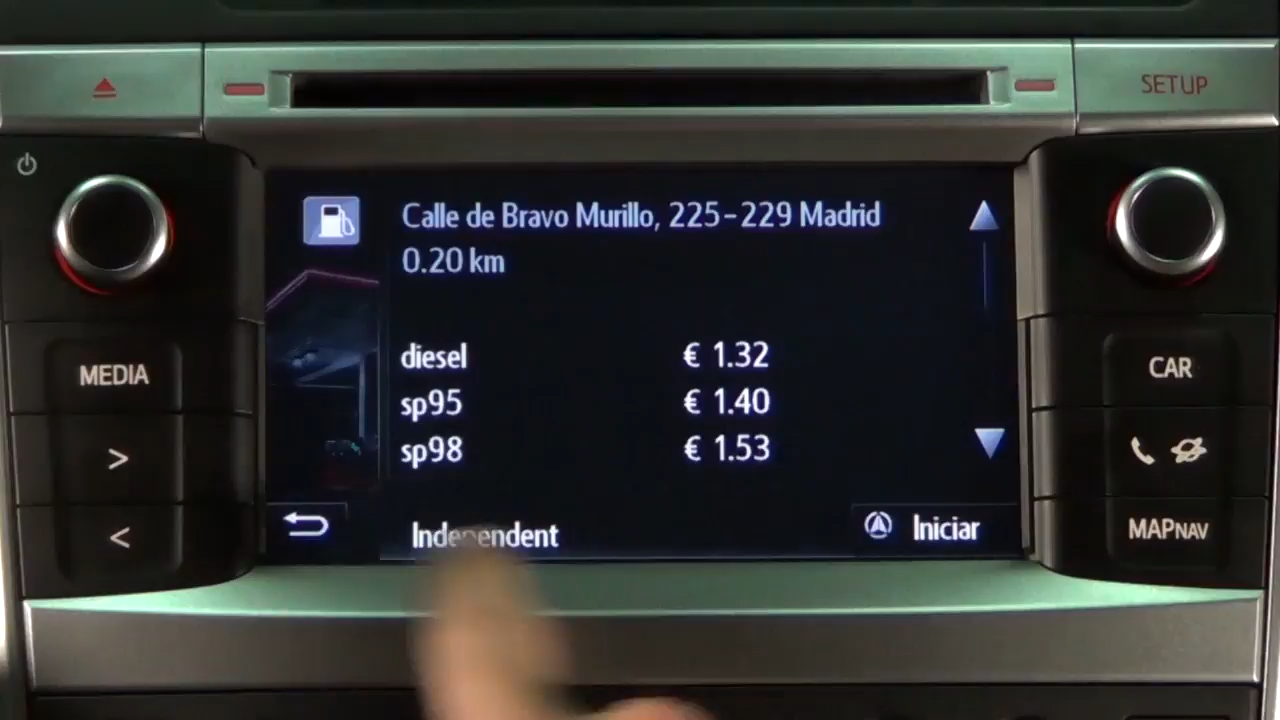 SETUP
Calle de Bravo Murillo, 225-229 Madrid
0.20 km
diesel € 1.32
sp95 € 1.40
sp98 € 1.53
Independent
Iniciar
MEDIA
>
<
CAR
MAPNAV